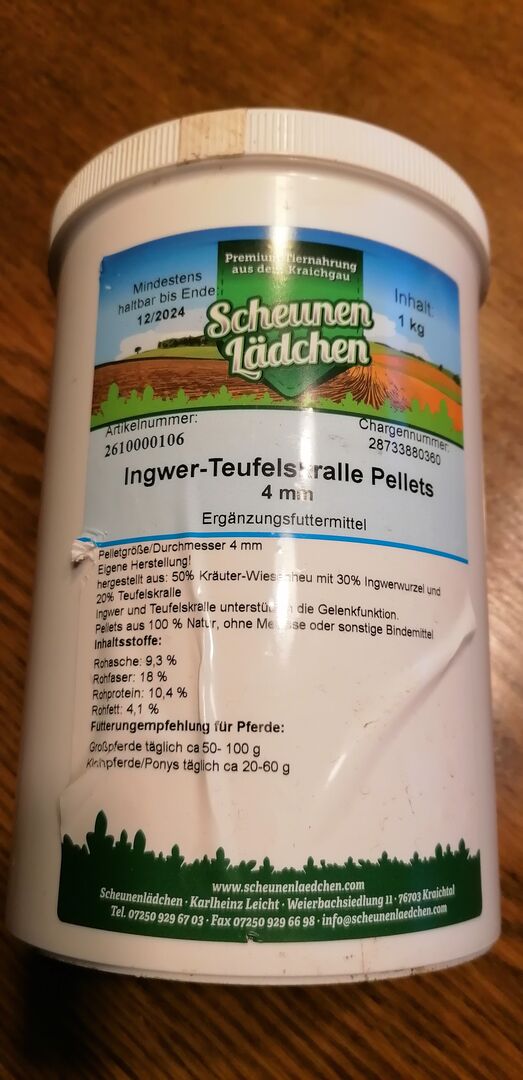 Premium Tiernahrung
aus dem Kraichgau
Mindestens
haltbar bis Ende:
12/2024
Inhalt:
1 kg
Scheunen
Lädchen
Artikelnummer:
2610000106
Chargennummer:
28733880360
Ingwer-Teufelskralle Pellets
4 mm
Ergänzungsfuttermittel
Pelletgröße/Durchmesser 4 mm
Eigene Herstellung!
hergestellt aus: 50% Kräuter-Wiesenheu mit 30% Ingwerwurzel und
20% Teufelskralle
Ingwer und Teufelskralle unterstützen die Gelenkfunktion.
Pellets aus 100 % Natur, ohne Melasse oder sonstige Bindemittel
Inhaltsstoffe:
Rohasche: 9,3 %
Rohfaser: 18 %
Rohprotein: 10,4 %
Rohfett: 4,1 %
Fütterungempfehlung für Pferde:
Großpferde täglich ca 50- 100 g
Kleinpferde/Ponys täglich ca 20-60 g
www.scheunenlaedchen.com
Scheunenlädchen · Karlheinz Leicht · Weierbachsiedlung 11 · 76703 Kraichtal
Tel. 07250 929 67 03 · Fax 07250 929 66 98 · info@scheunenlaedchen.com